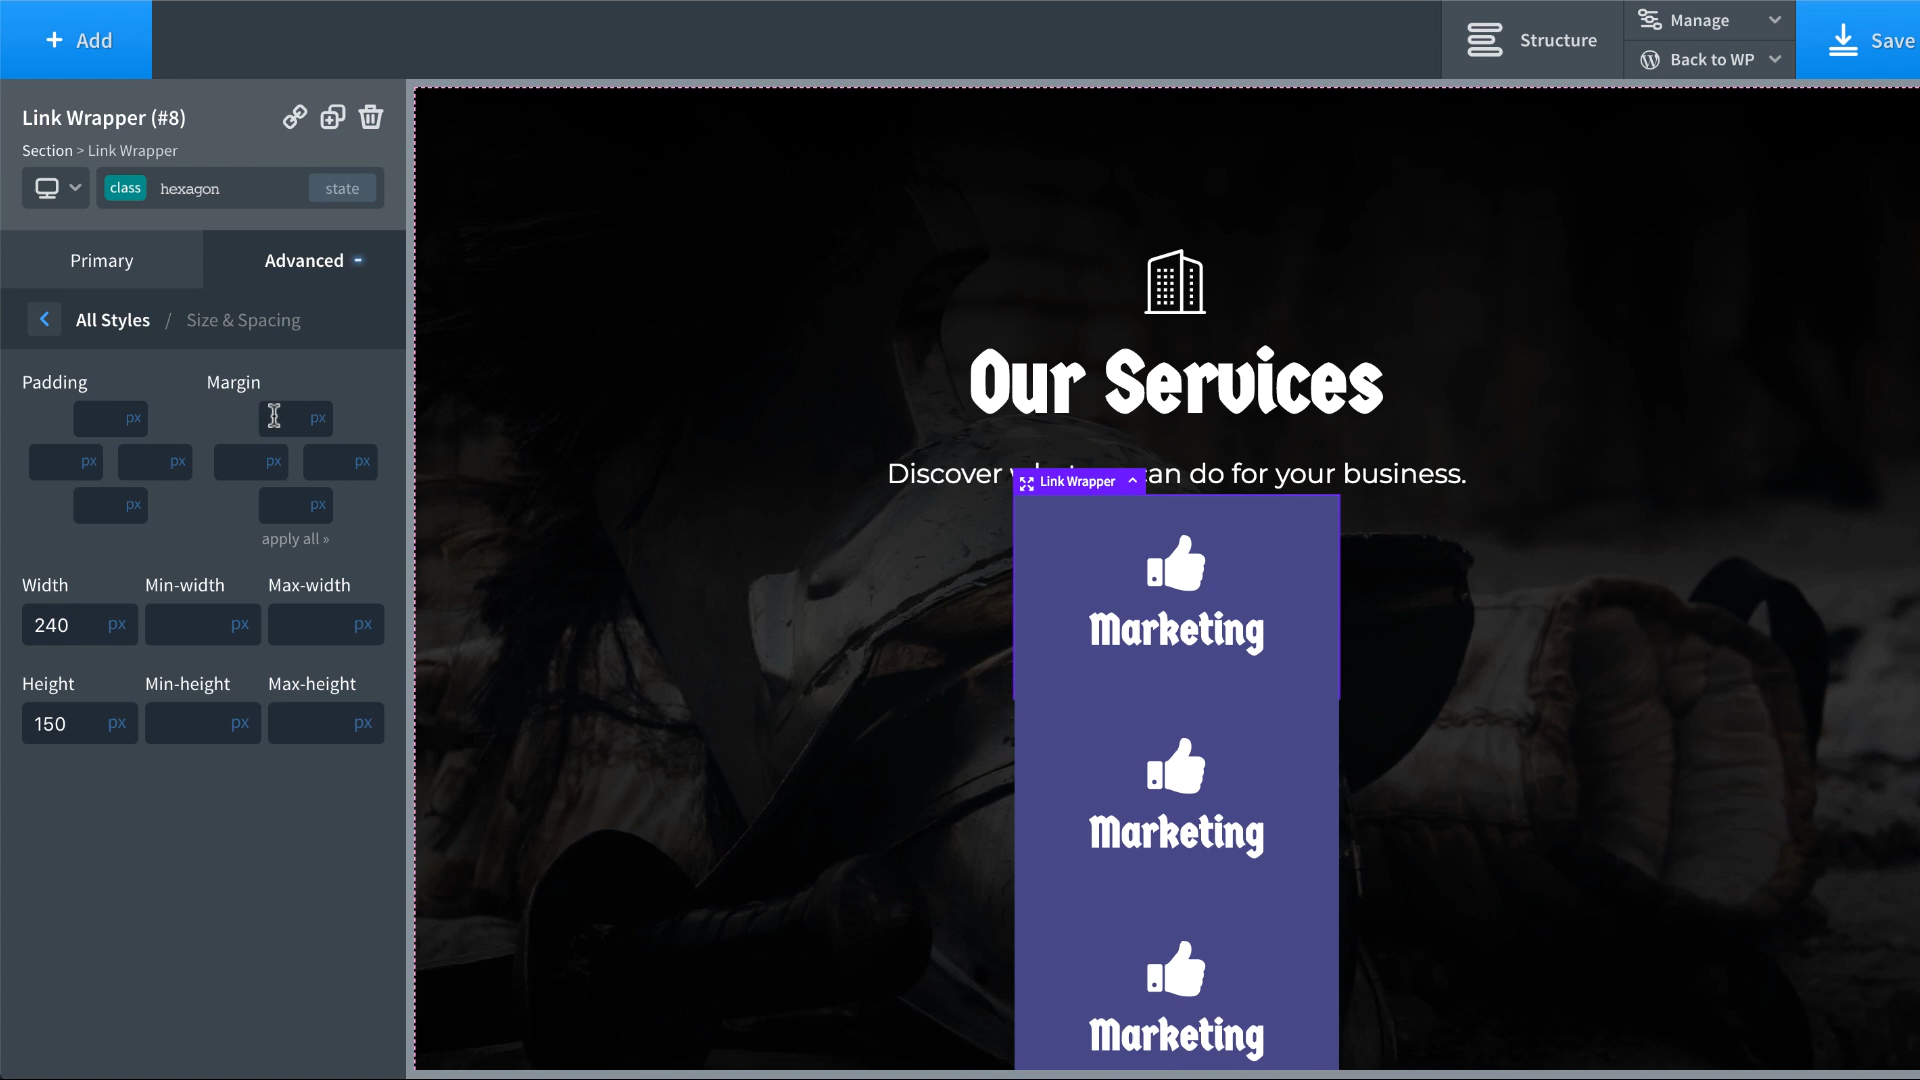 + Add
Structure
Manage
Back to WP
Save
Link Wrapper (#8)
Section > Link Wrapper
class hexagon state
Primary
Advanced
All Styles / Size & Spacing
Padding
Margin
px
px
px px
px px
px
px
apply all »
Width
Min-width
Max-width
240 px
px
px
Height
Min-height
Max-height
150 px
px
px
Our Services
Discover can do for your business.
Link Wrapper
Marketing
Marketing
Marketing